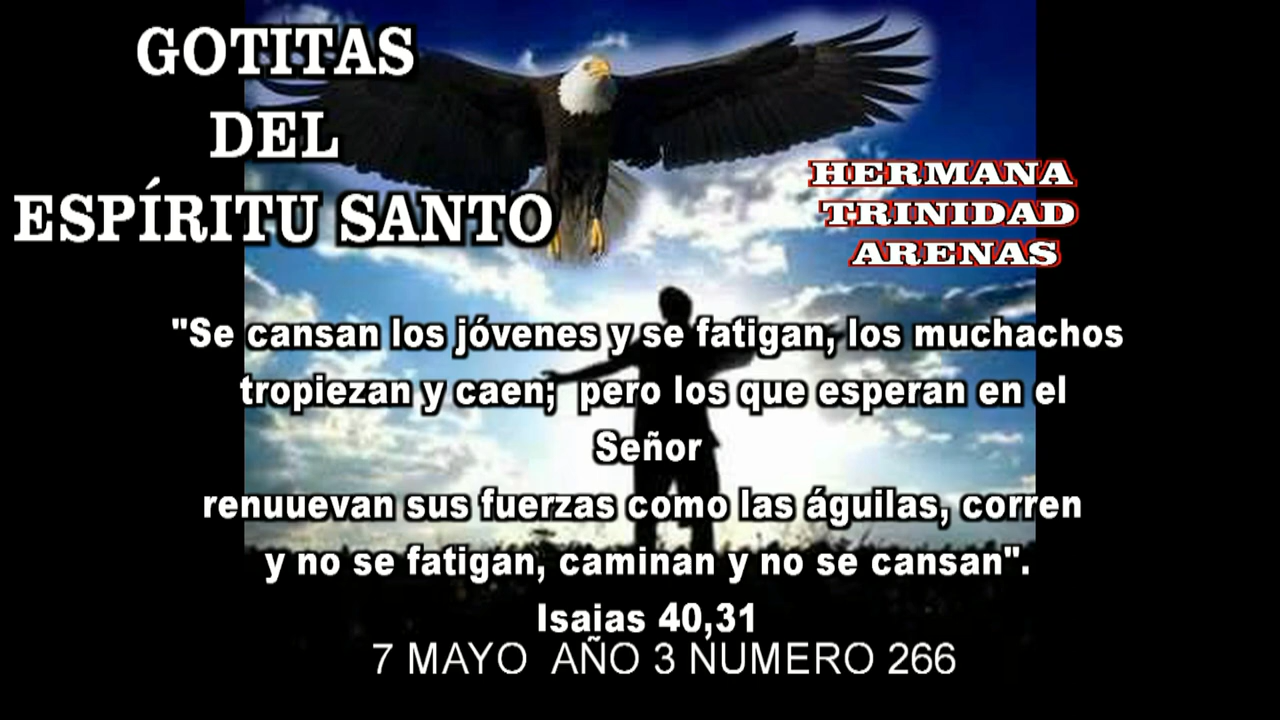 GOTITAS
DEL
ESPÍRITU SANTO
HERMANA
TRINIDAD
ARENAS
"Se cansan los jóvenes y se fatigan, los muchachos
tropiezan y caen;  pero los que esperan en el
Señor
renuuevan sus fuerzas como las águilas, corren
y no se fatigan, caminan y no se cansan".
Isaias 40,31
7 MAYO  AÑO 3 NUMERO 266